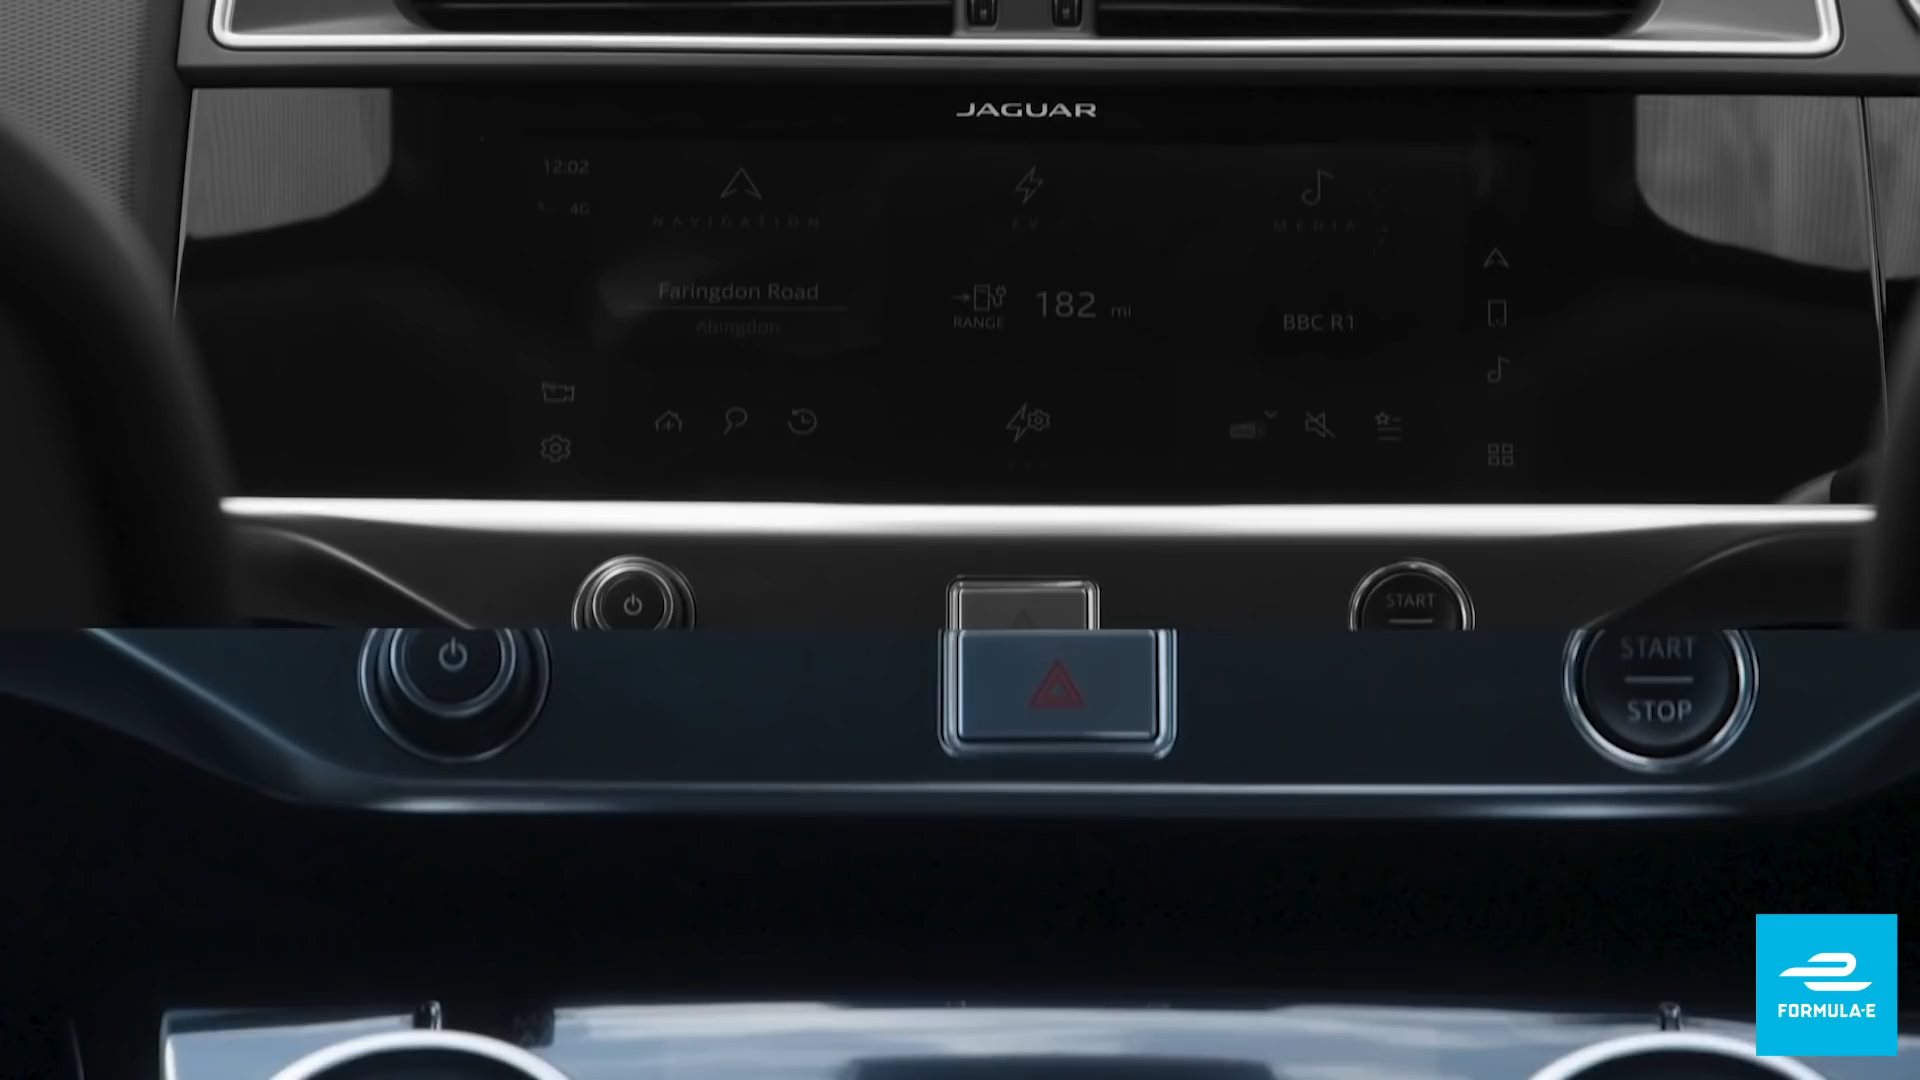 JAGUAR
12:02
4G
NAVIGATION
EV
MEDIA
Faringdon Road
Abingdon
RANGE
182 mi
BBC R1
START
START
STOP
FORMULA-E